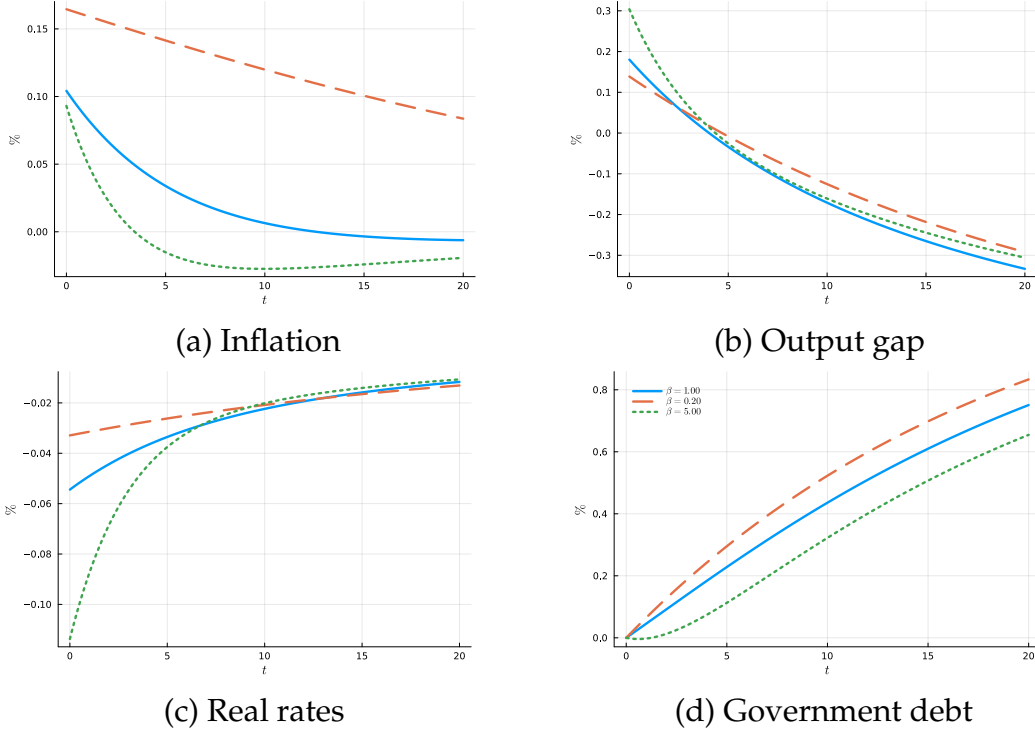 0.15
0.10
0.05
0.00
%
0 5 10 15 20
t
(a) Inflation
0.3
0.2
0.1
0.0
−0.1
−0.2
−0.3
%
0 5 10 15 20
t
(b) Output gap
−0.02
−0.04
−0.06
−0.08
−0.10
%
0 5 10 15 20
t
(c) Real rates
0.8
0.6
0.4
0.2
0.0
%
β = 1.00
β = 0.20
β = 5.00
0 5 10 15 20
t
(d) Government debt